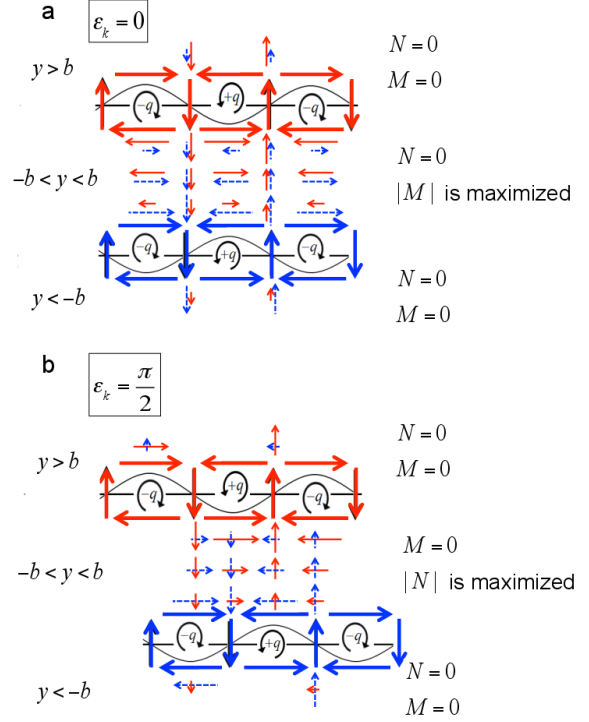 a
ε_k = 0
N = 0
y > b
M = 0
-q +q -q
N = 0
-b < y < b
|M| is maximized
-q +q -q
N = 0
y < -b
M = 0
b
ε_k = π/2
N = 0
y > b
M = 0
-q +q -q
M = 0
-b < y < b
|N| is maximized
-q +q -q
N = 0
y < -b
M = 0